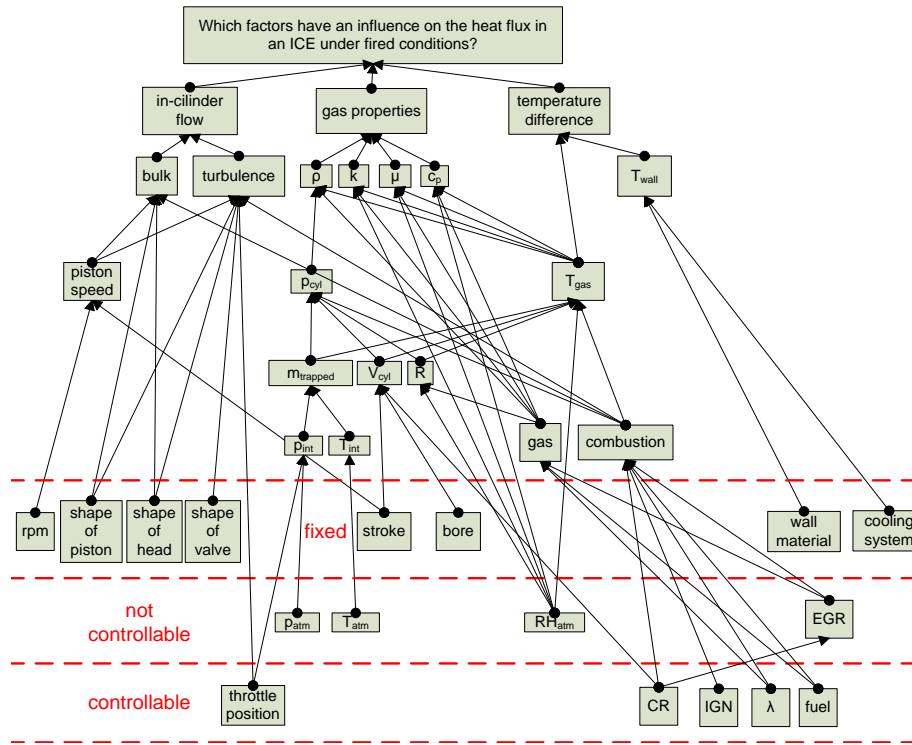 Which factors have an influence on the heat flux in
an ICE under fired conditions?
in-cilinder
flow
gas properties
temperature
difference
bulk
turbulence
ρ
k
μ
cp
Twall
piston
speed
pcyl
Tgas
mtrapped
Vcyl
R
pint
Tint
gas
combustion
rpm
shape
of
piston
shape
of
head
shape
of
valve
fixed
stroke
bore
wall
material
cooling
system
not
controllable
patm
Tatm
RHatm
EGR
controllable
throttle
position
CR
IGN
λ
fuel